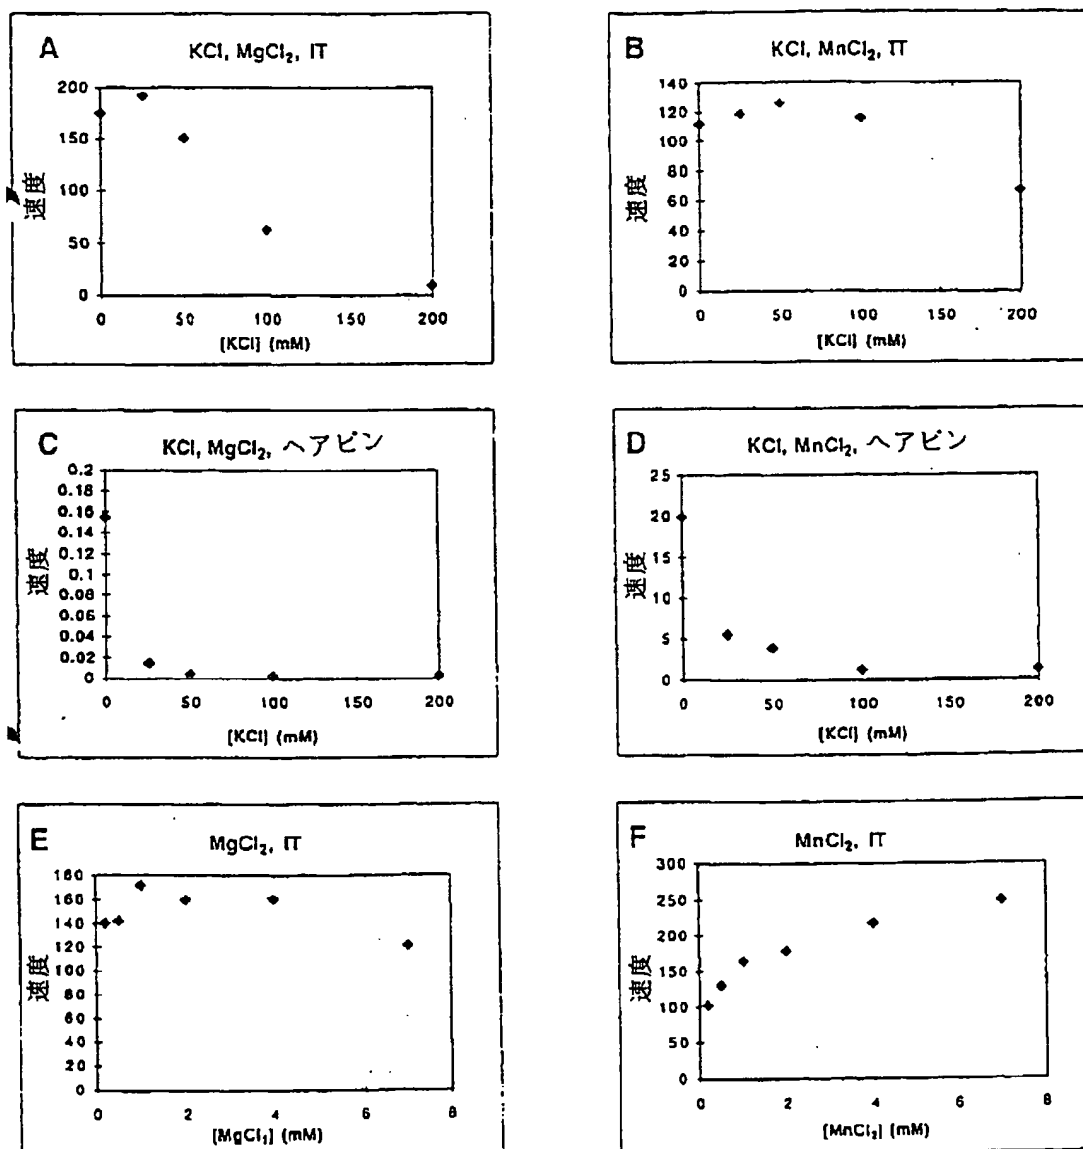 A
KCl, MgCl₂, IT
200
150
100
50
0
速度
0 50 100 150 200
[KCl] (mM)
B
KCl, MnCl₂, IT
140
120
100
80
60
40
20
0
速度
0 50 100 150 200
[KCl] (mM)
C
KCl, MgCl₂, ヘアピン
0.2
0.18
0.16
0.14
0.12
0.1
0.08
0.06
0.04
0.02
0
速度
0 50 100 150 200
[KCl] (mM)
D
KCl, MnCl₂, ヘアピン
25
20
15
10
5
0
速度
0 50 100 150 200
[KCl] (mM)
E
MgCl₂, IT
180
160
140
120
100
80
60
40
20
0
速度
0 2 4 6 8
[MgCl₁] (mM)
F
MnCl₂, IT
300
250
200
150
100
50
0
速度
0 2 4 6 8
[MnCl₂] (mM)